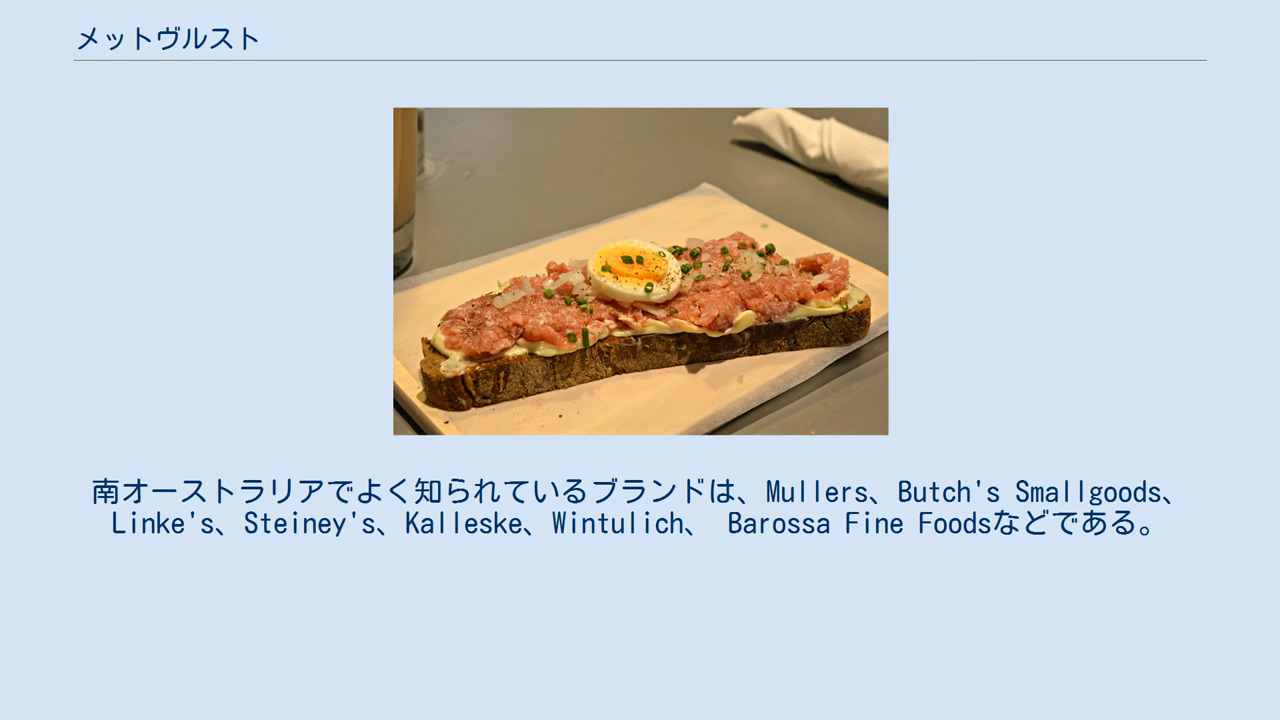 メットヴルスト
南オーストラリアでよく知られているブランドは、Mullers、Butch's Smallgoods、
Linke's、Steiney's、Kalleske、Wintulich、 Barossa Fine Foodsなどである。